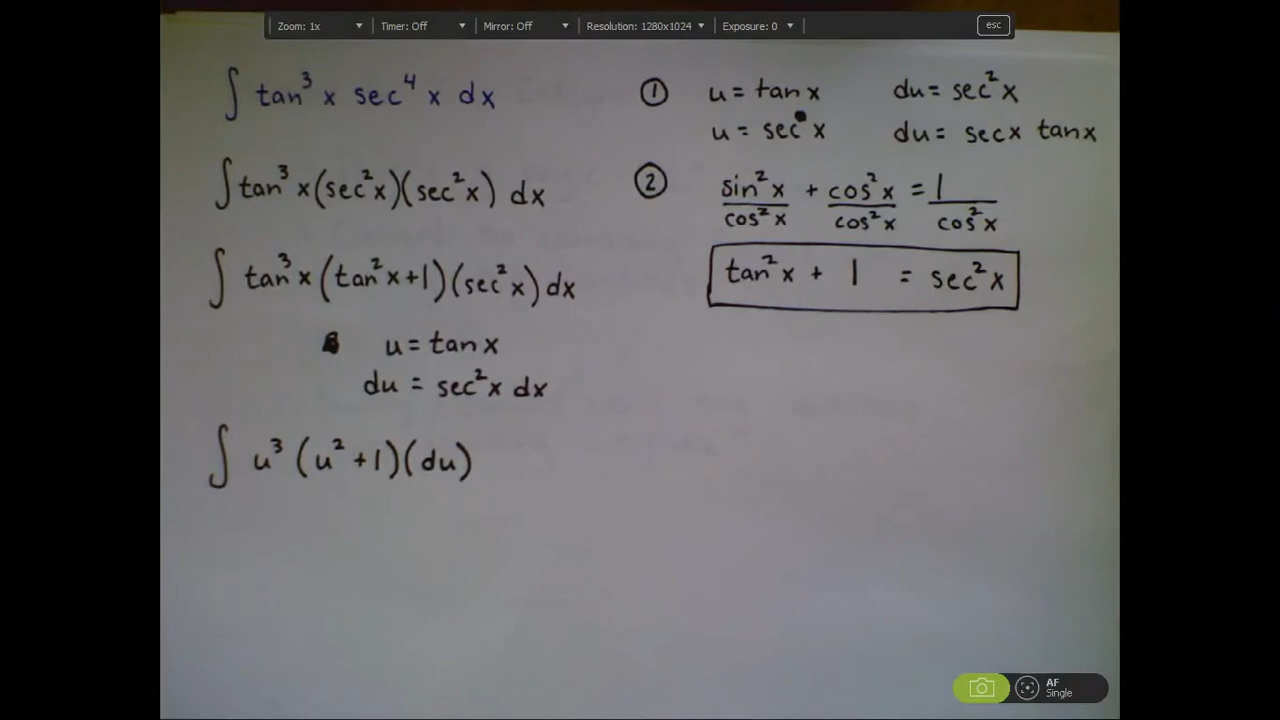 Zoom: 1x Timer: Off Mirror: Off Resolution: 1280x1024 Exposure: 0 esc
∫ tan³ x sec⁴ x dx
∫ tan³ x (sec² x)(sec² x) dx
∫ tan³ x (tan² x + 1)(sec² x) dx
u = tan x
du = sec² x dx
∫ u³ (u² + 1)(du)
① u = tan x du = sec² x
u = sec x du = sec x tan x
② sin² x / cos² x + cos² x / cos² x = 1 / cos² x
tan² x + 1 = sec² x
AF
Single